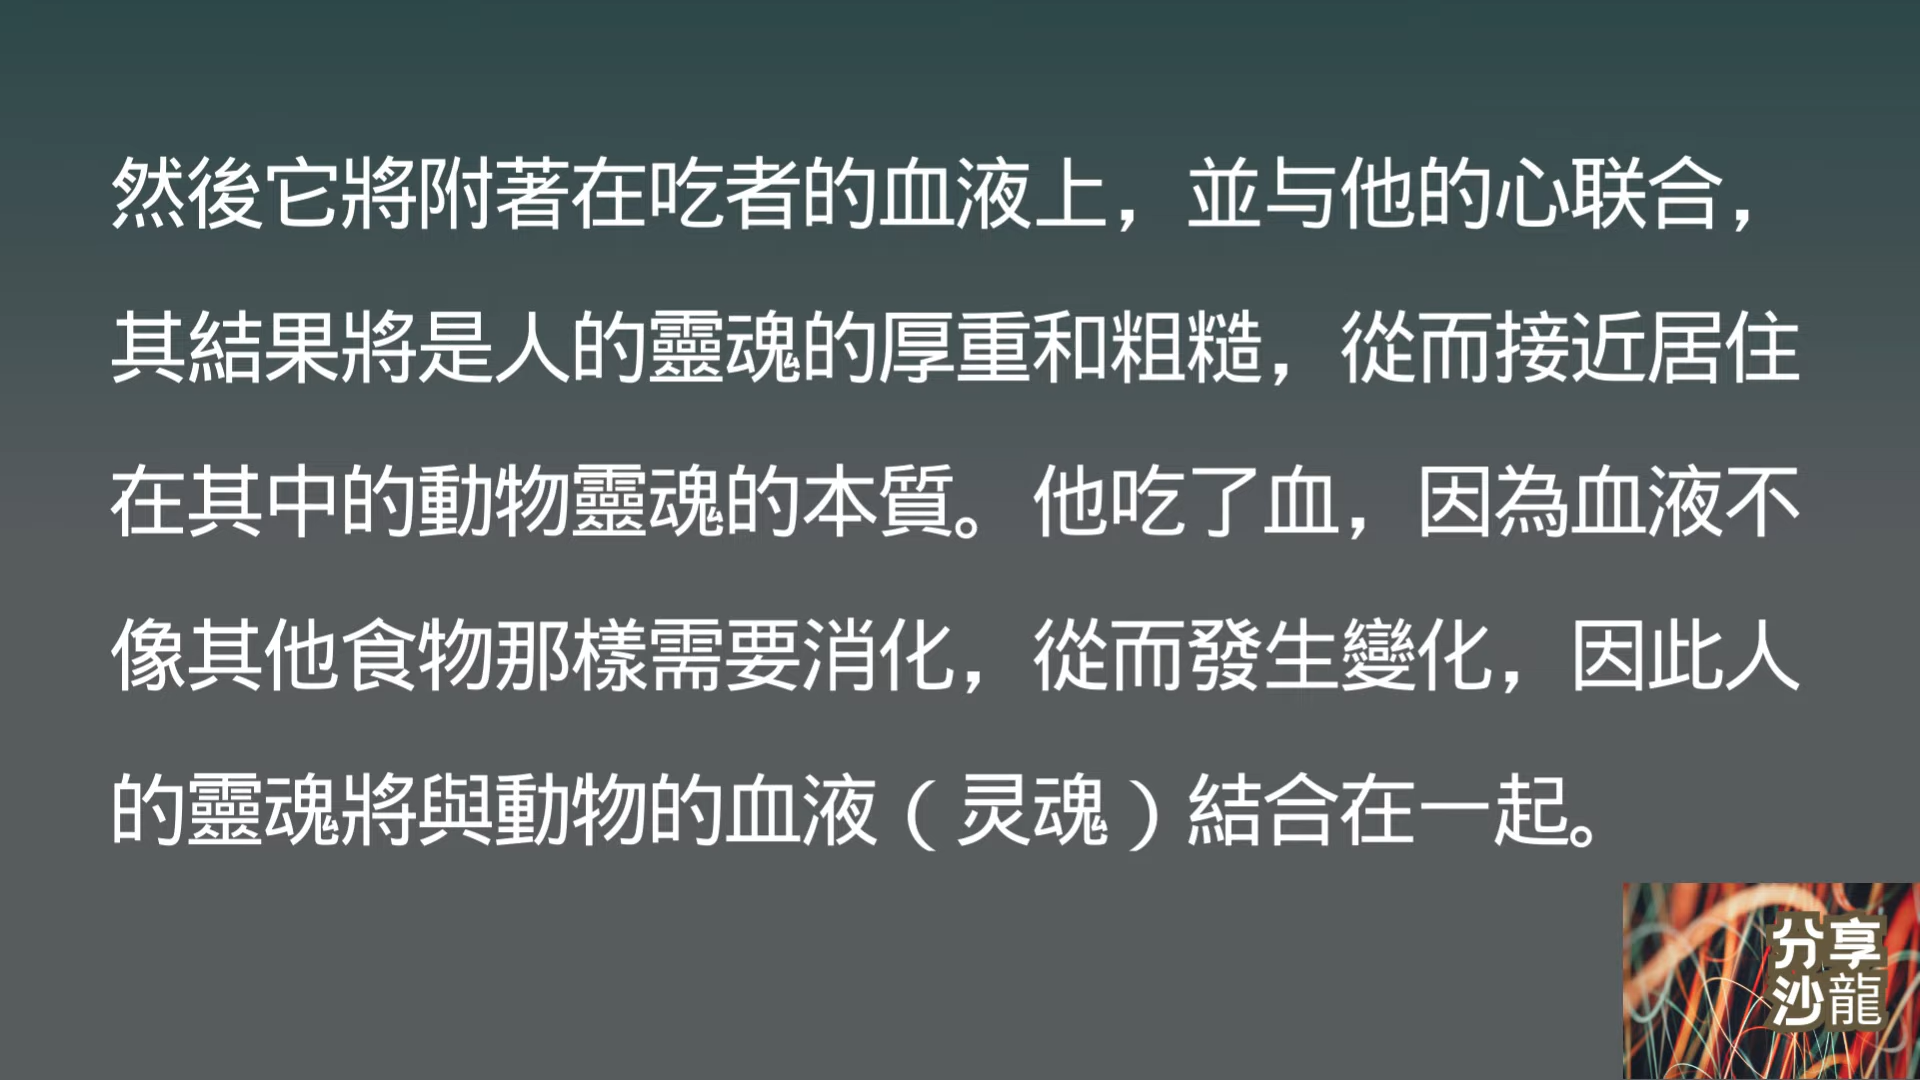 然後它將附著在吃者的血液上，並与他的心联合，
其結果將是人的靈魂的厚重和粗糙，從而接近居住
在其中的動物靈魂的本質。 他吃了血，因為血液不
像其他食物那樣需要消化，從而發生變化，因此人
的靈魂將與動物的血液（灵魂）結合在一起。
分享
沙龍